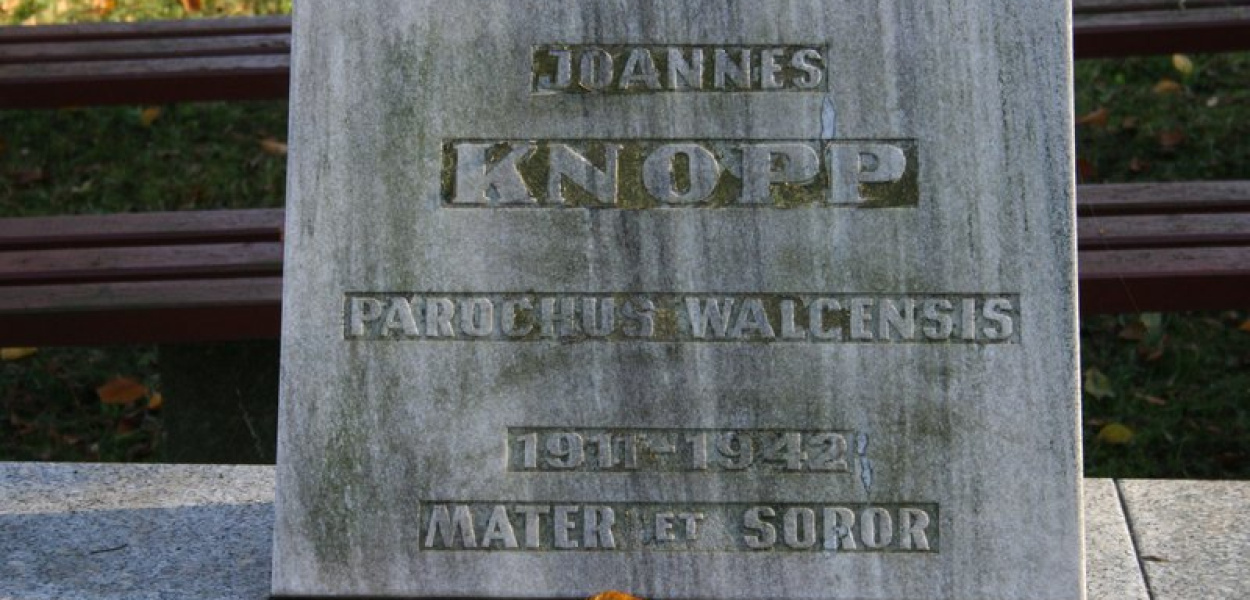 JOANNES
KNOPP
PAROCHUS WALCENSIS
1911-1942
MATER ET SOROR